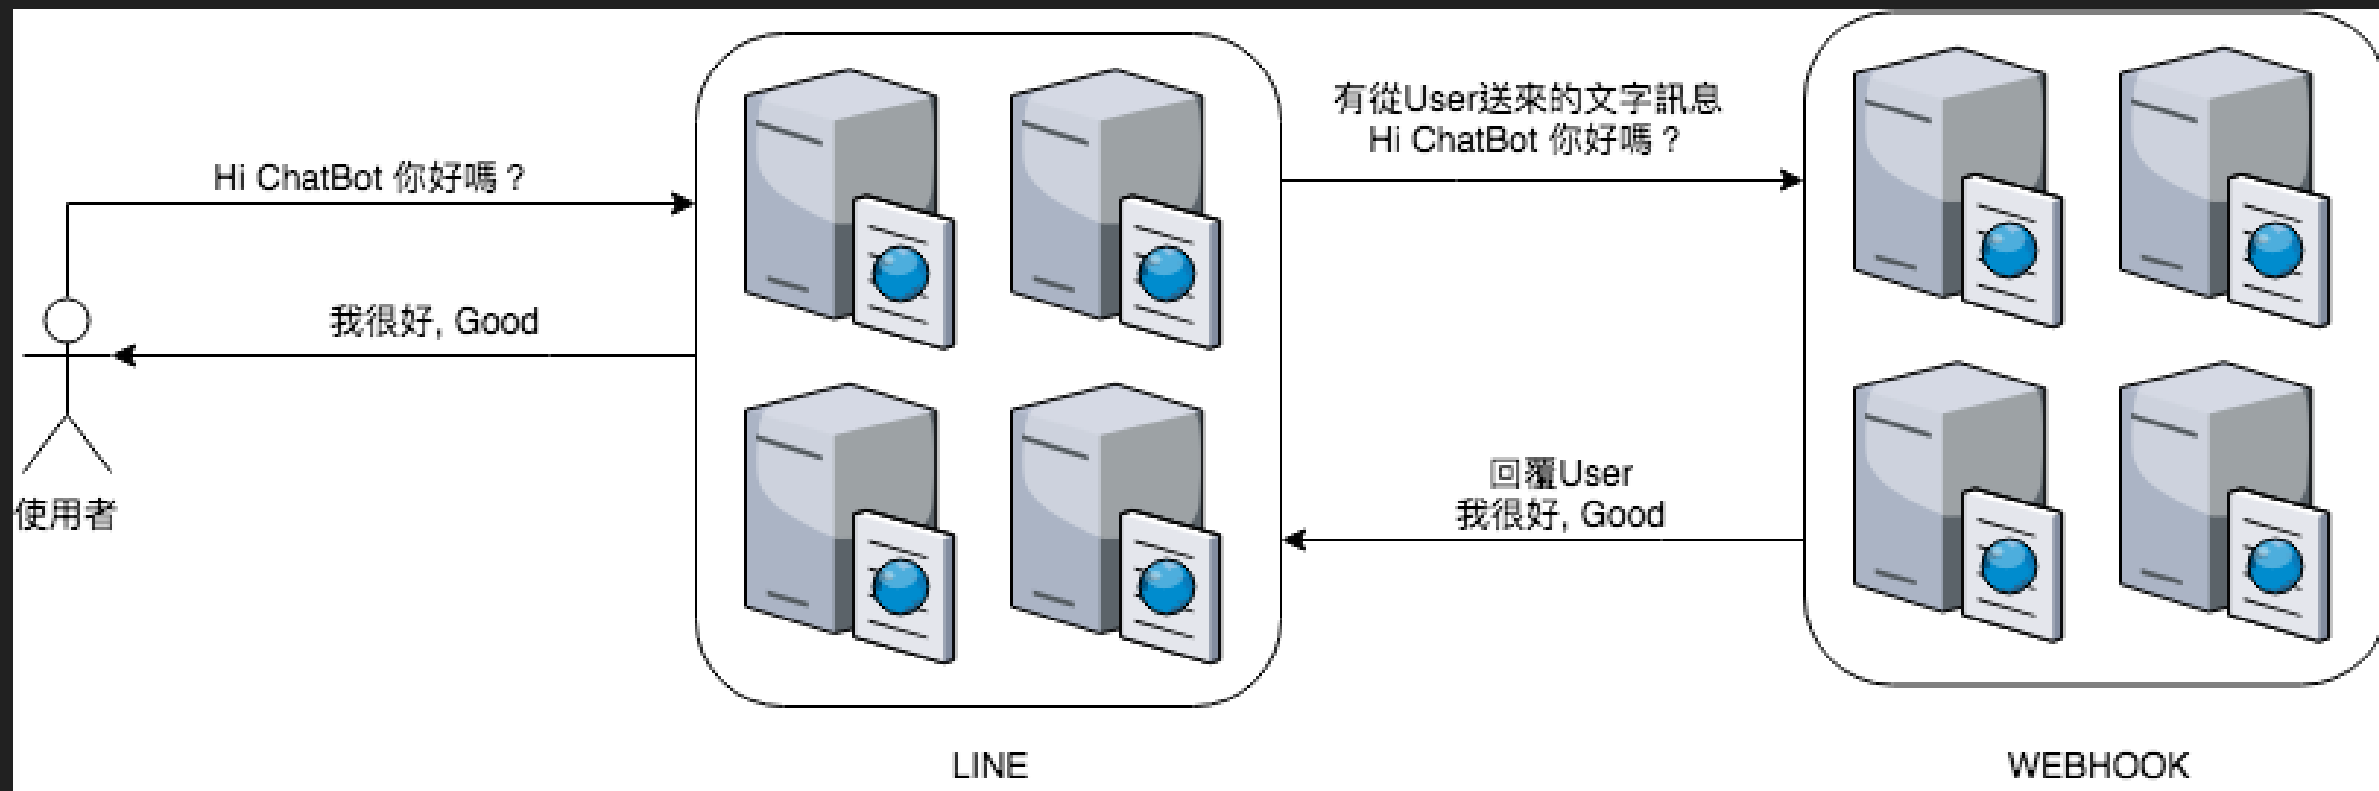 Hi ChatBot 你好嗎？
我很好, Good
使用者
有從User送來的文字訊息
Hi ChatBot 你好嗎？
回覆User
我很好, Good
LINE
WEBHOOK